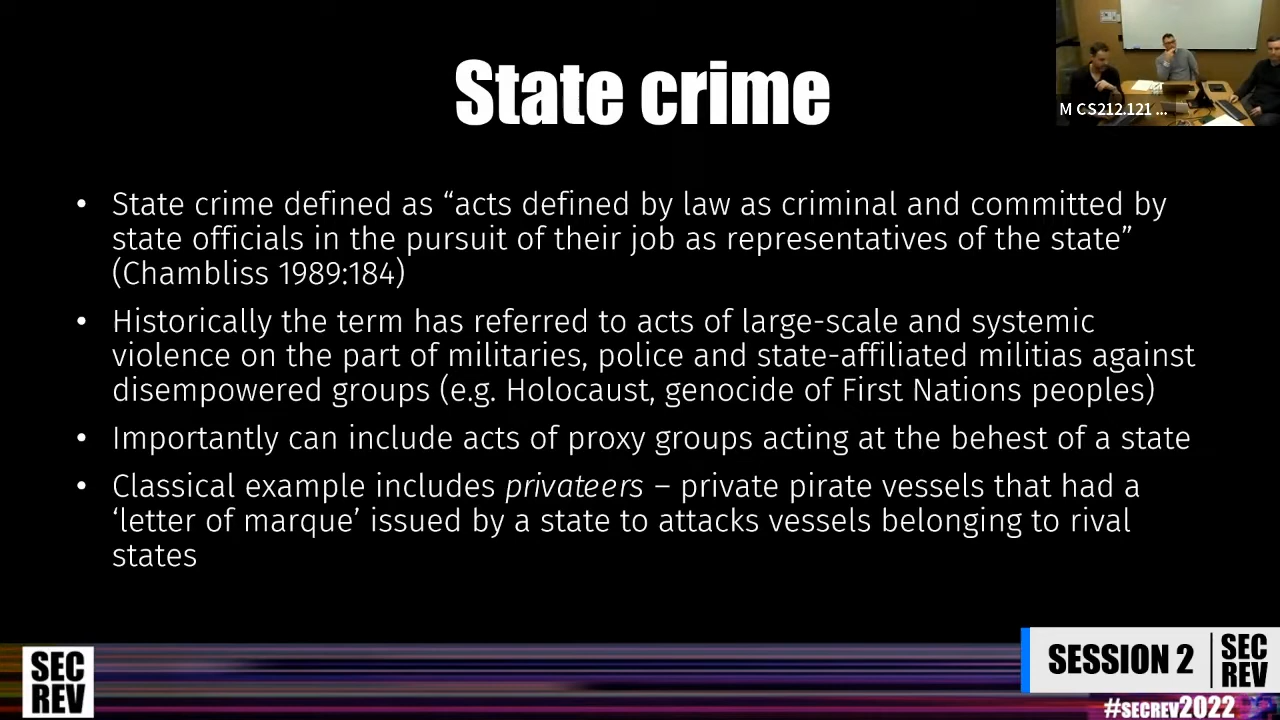 State crime
M CS212.121 ...
• State crime defined as “acts defined by law as criminal and committed by
state officials in the pursuit of their job as representatives of the state”
(Chambliss 1989:184)
• Historically the term has referred to acts of large-scale and systemic
violence on the part of militaries, police and state-affiliated militias against
disempowered groups (e.g. Holocaust, genocide of First Nations peoples)
• Importantly can include acts of proxy groups acting at the behest of a state
• Classical example includes privateers – private pirate vessels that had a
‘letter of marque’ issued by a state to attacks vessels belonging to rival
states
SEC
REV
SESSION 2
SEC
REV
#SECREV2022